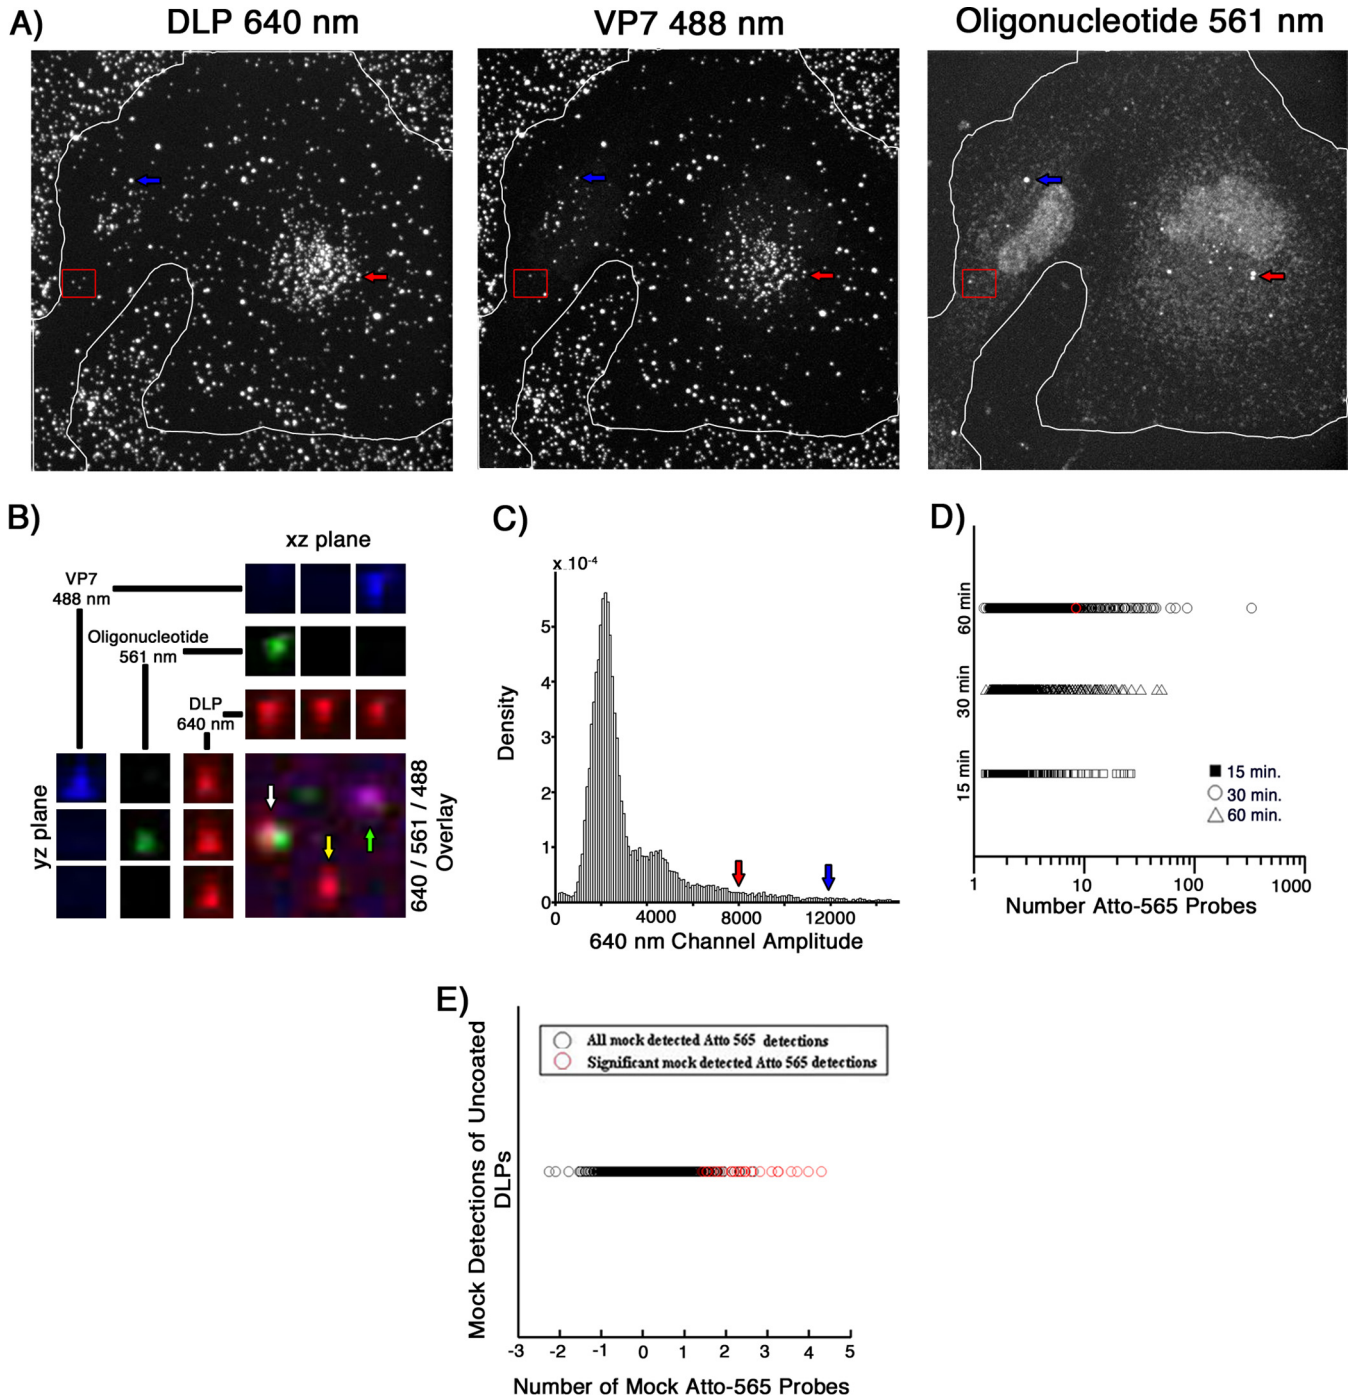 A)
DLP 640 nm
VP7 488 nm
Oligonucleotide 561 nm
B)
xz plane
VP7
488 nm
Oligonucleotide
561 nm
DLP
640 nm
yz plane
640 / 561 / 488
Overlay
C)
x 10-4
Density
5
4
3
2
1
0
0
4000
8000
12000
640 nm Channel Amplitude
D)
60 min
30 min
15 min
15 min.
30 min.
60 min.
1
10
100
1000
Number Atto-565 Probes
E)
Mock Detections of Uncoated
DLPs
All mock detected Atto 565 detections
Significant mock detected Atto 565 detections
-3
-2
-1
0
1
2
3
4
5
Number of Mock Atto-565 Probes